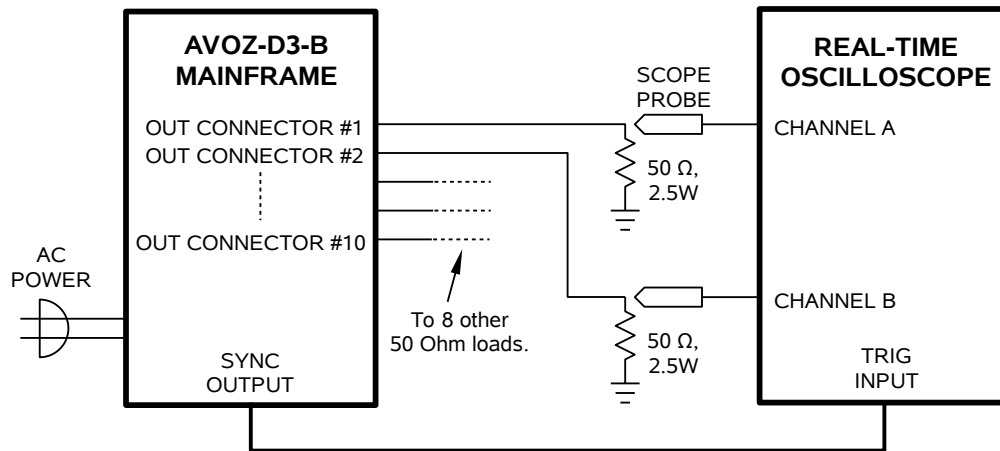 AVOZ-D3-B
MAINFRAME
OUT CONNECTOR #1
OUT CONNECTOR #2
OUT CONNECTOR #10
AC
POWER
SYNC
OUTPUT
To 8 other
50 Ohm loads.
SCOPE
PROBE
50 Ω,
2.5W
50 Ω,
2.5W
REAL-TIME
OSCILLOSCOPE
CHANNEL A
CHANNEL B
TRIG
INPUT